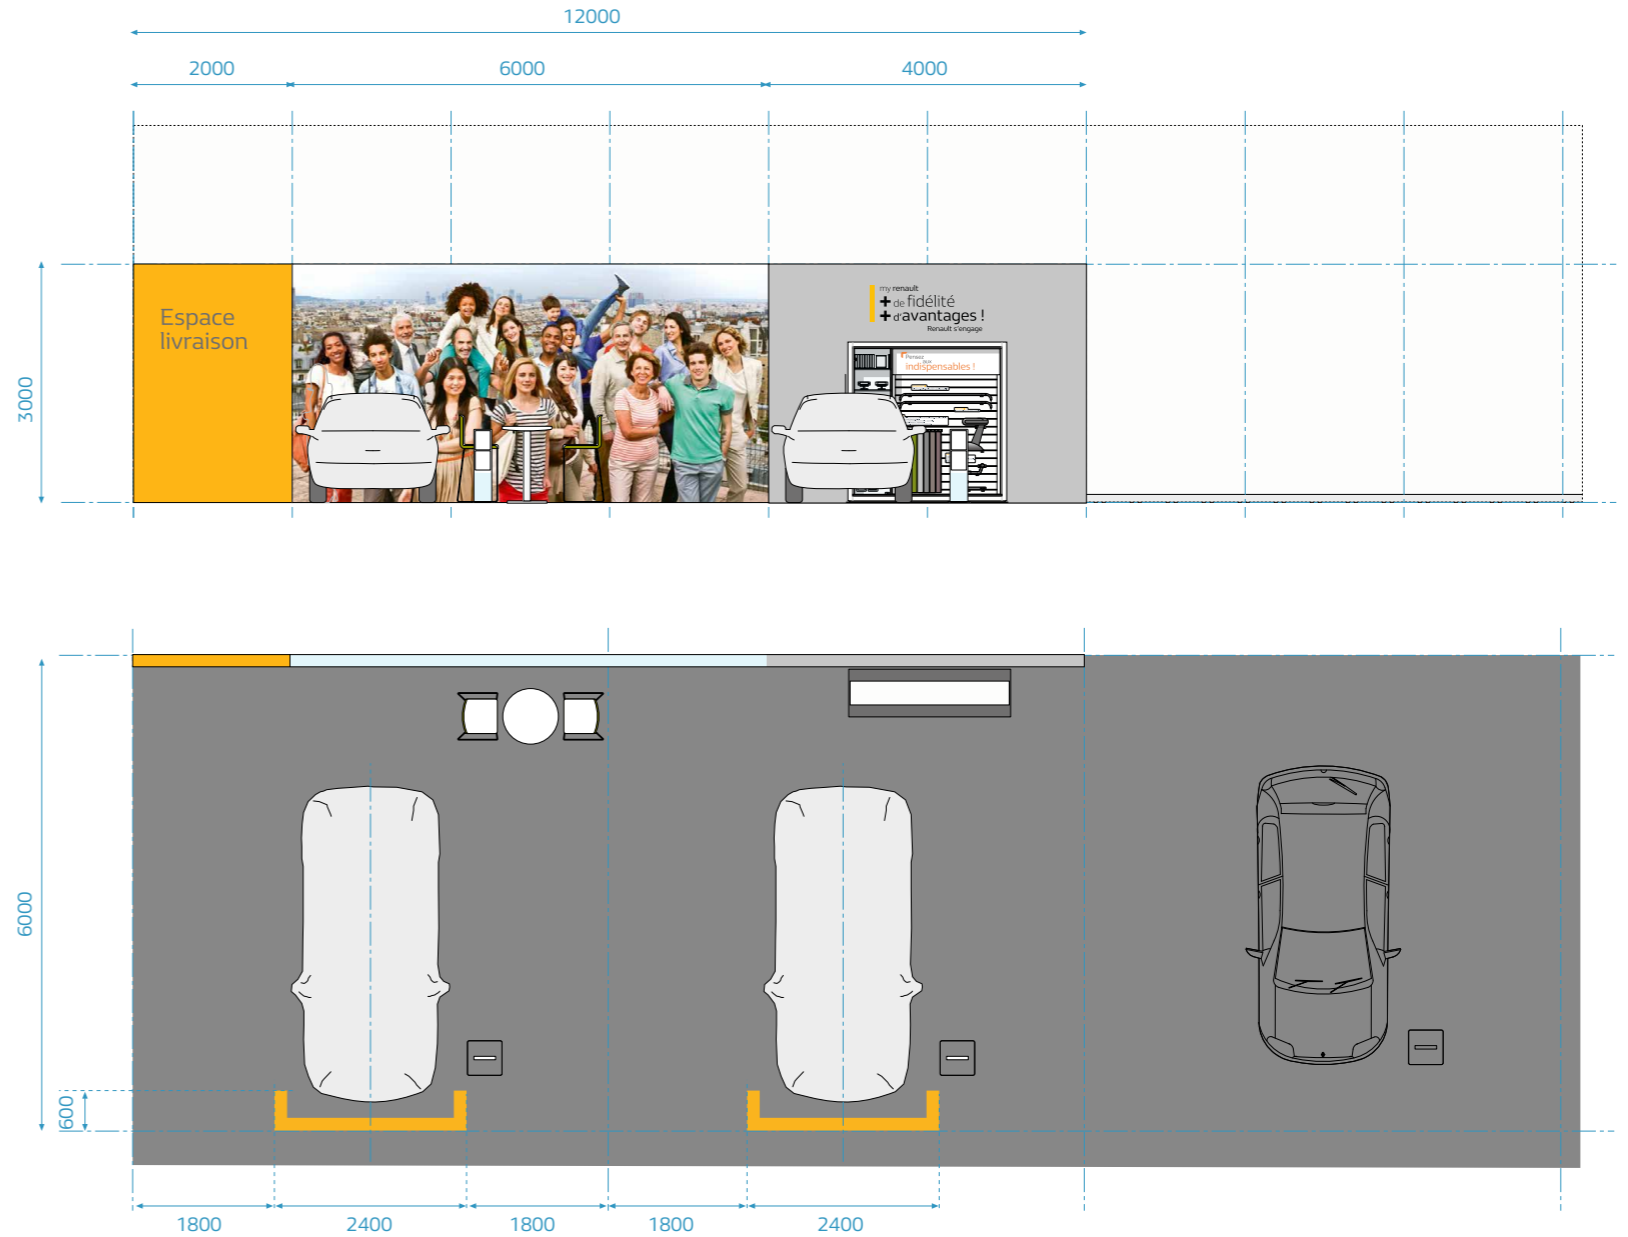 12000
2000
6000
4000
3000
Espace
livraison
my renault
+ de fidélité
+ d'avantages !
Renault s'engage
Pensez
aux
indispensables !
6000
600
1800
2400
1800
1800
2400